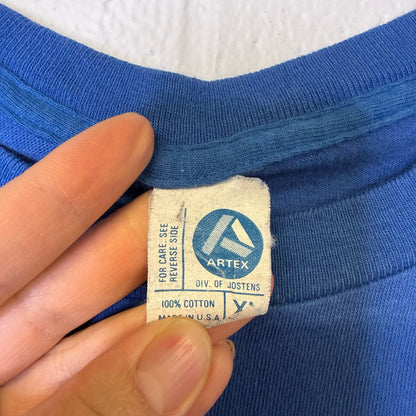 FOR CARE, SEE
REVERSE SIDE
ARTEX
DIV. OF JOSTENS
100% COTTON
MADE IN U.S.A.